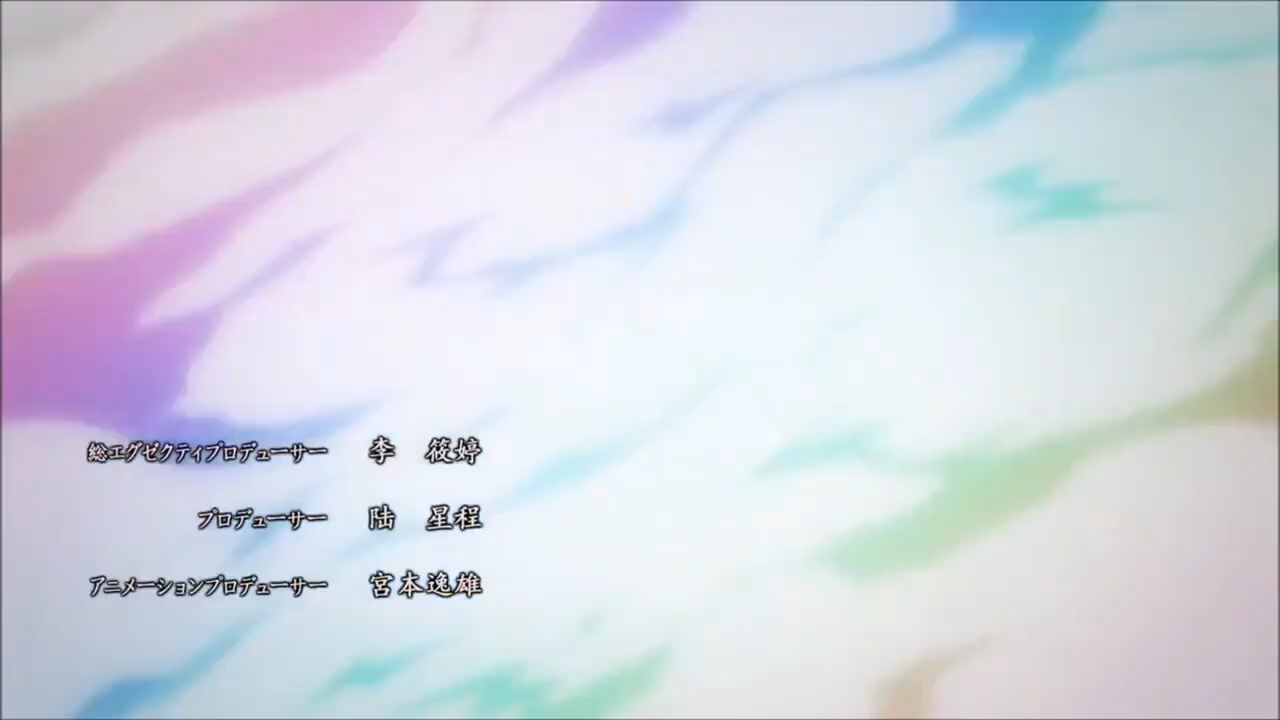 総エグゼクティブプロデューサー　李　筱婷
プロデューサー　陸　星程
アニメーションプロデューサー　宮本逸雄